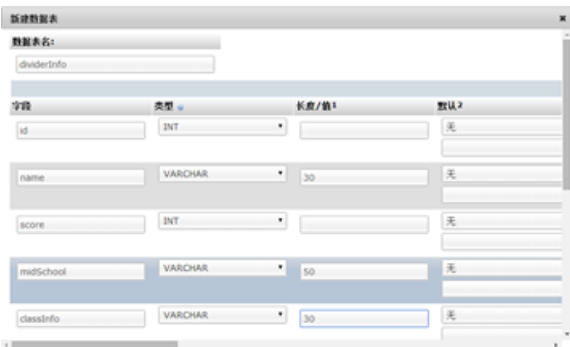 新建数据表
数据表名:
dividerInfo
字段 类型 长度/值1 默认2
id INT 无
name VARCHAR 30 无
score INT 无
midSchool VARCHAR 50 无
classInfo VARCHAR 30 无